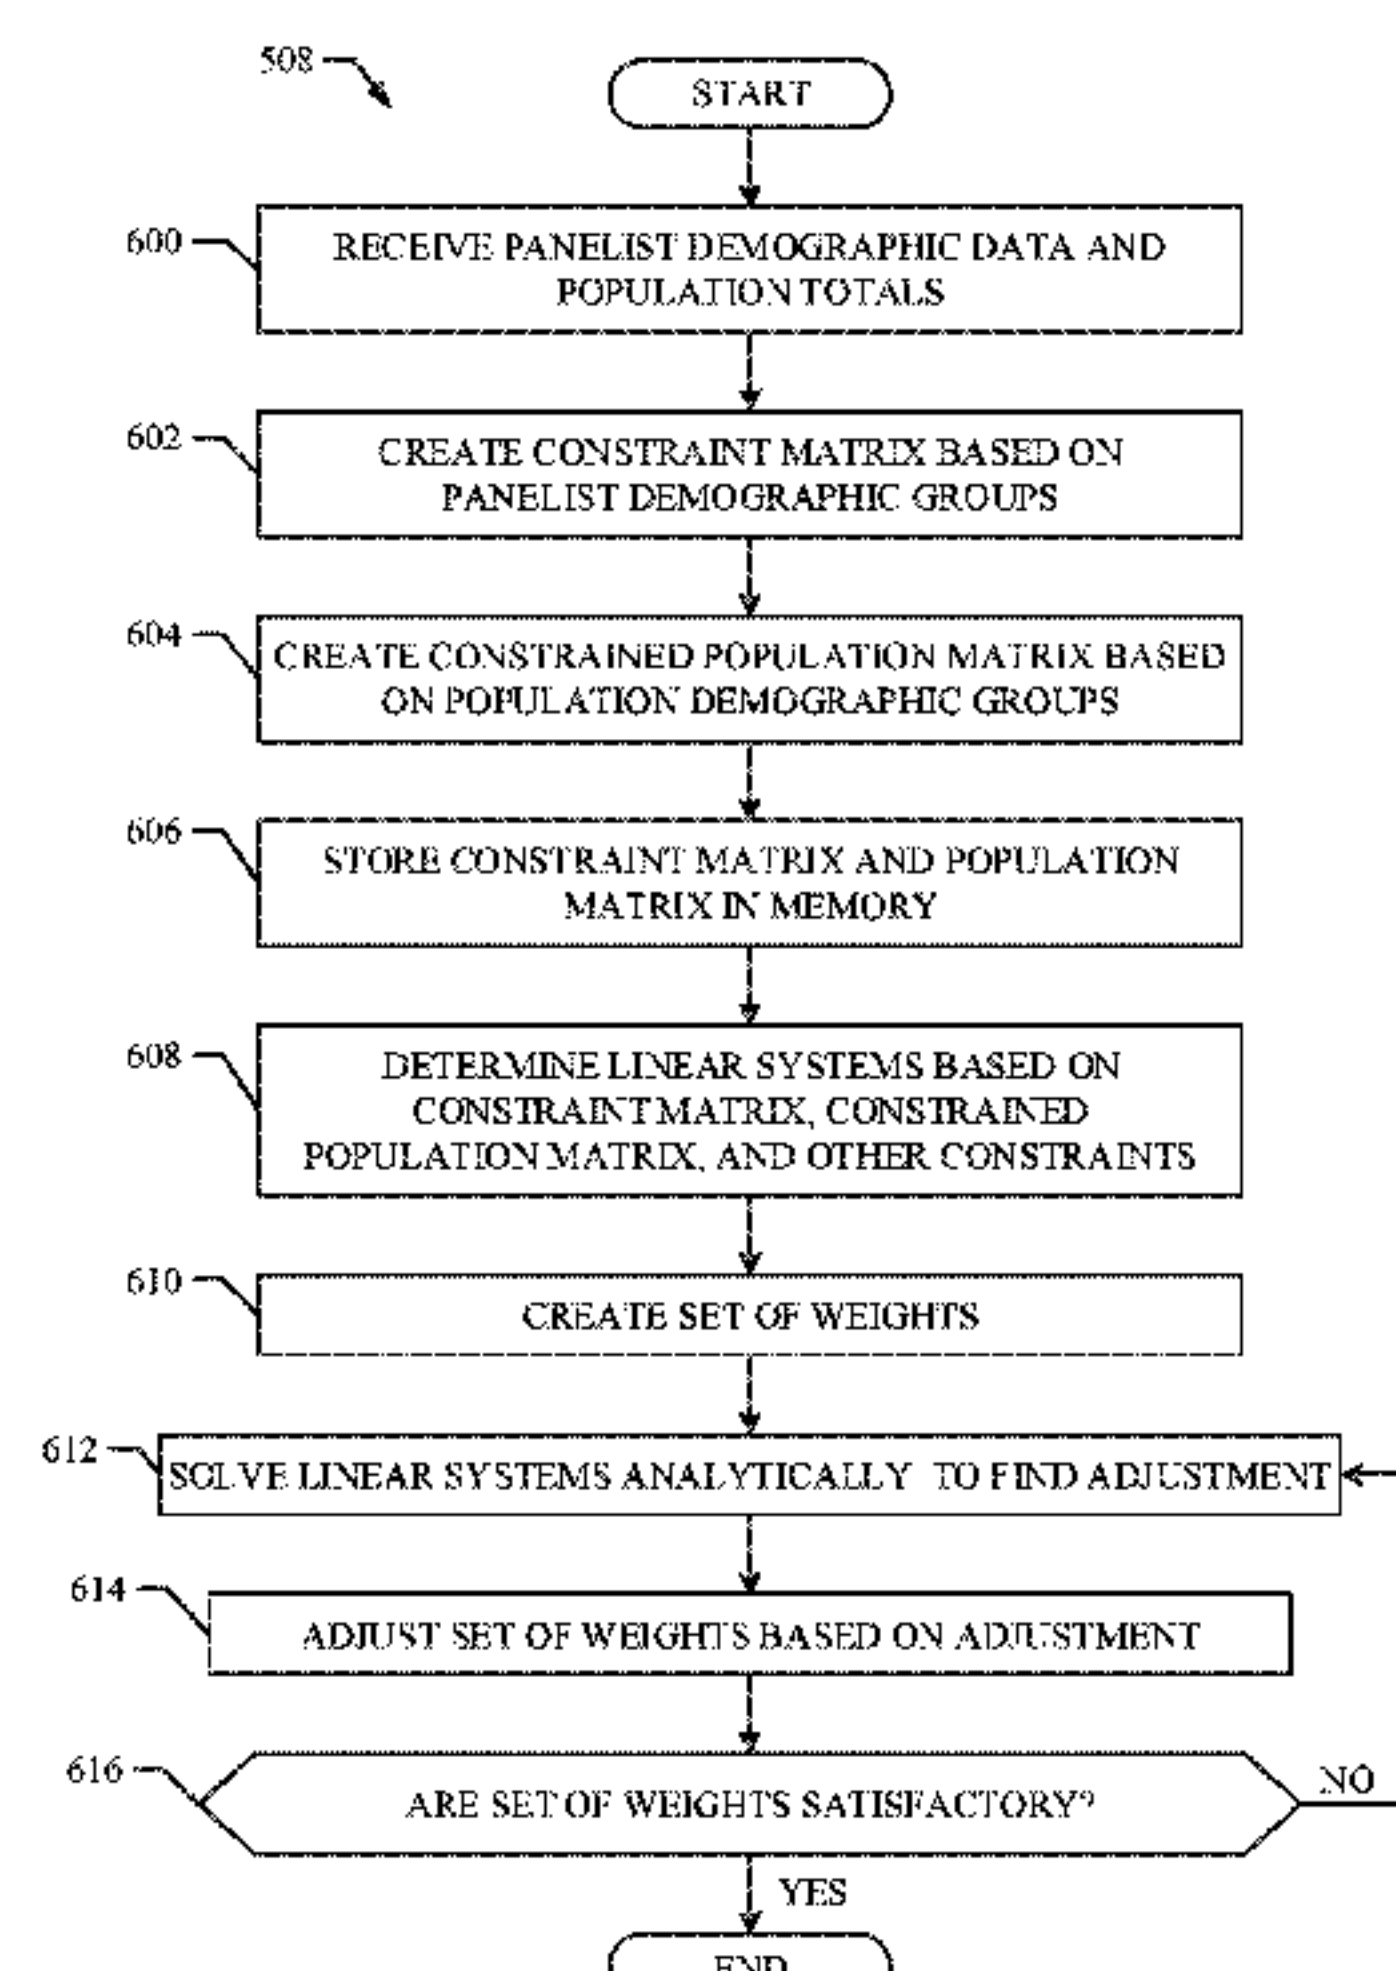 508
START
600
RECEIVE PANELIST DEMOGRAPHIC DATA AND
POPULATION TOTALS
602
CREATE CONSTRAINT MATRIX BASED ON
PANELIST DEMOGRAPHIC GROUPS
604
CREATE CONSTRAINED POPULATION MATRIX BASED
ON POPULATION DEMOGRAPHIC GROUPS
606
STORE CONSTRAINT MATRIX AND POPULATION
MATRIX IN MEMORY
608
DETERMINE LINEAR SYSTEMS BASED ON
CONSTRAINT MATRIX, CONSTRAINED
POPULATION MATRIX, AND OTHER CONSTRAINTS
610
CREATE SET OF WEIGHTS
612
SOLVE LINEAR SYSTEMS ANALYTICALLY TO FIND ADJUSTMENT
614
ADJUST SET OF WEIGHTS BASED ON ADJUSTMENT
616
ARE SET OF WEIGHTS SATISFACTORY?
NO
YES
END